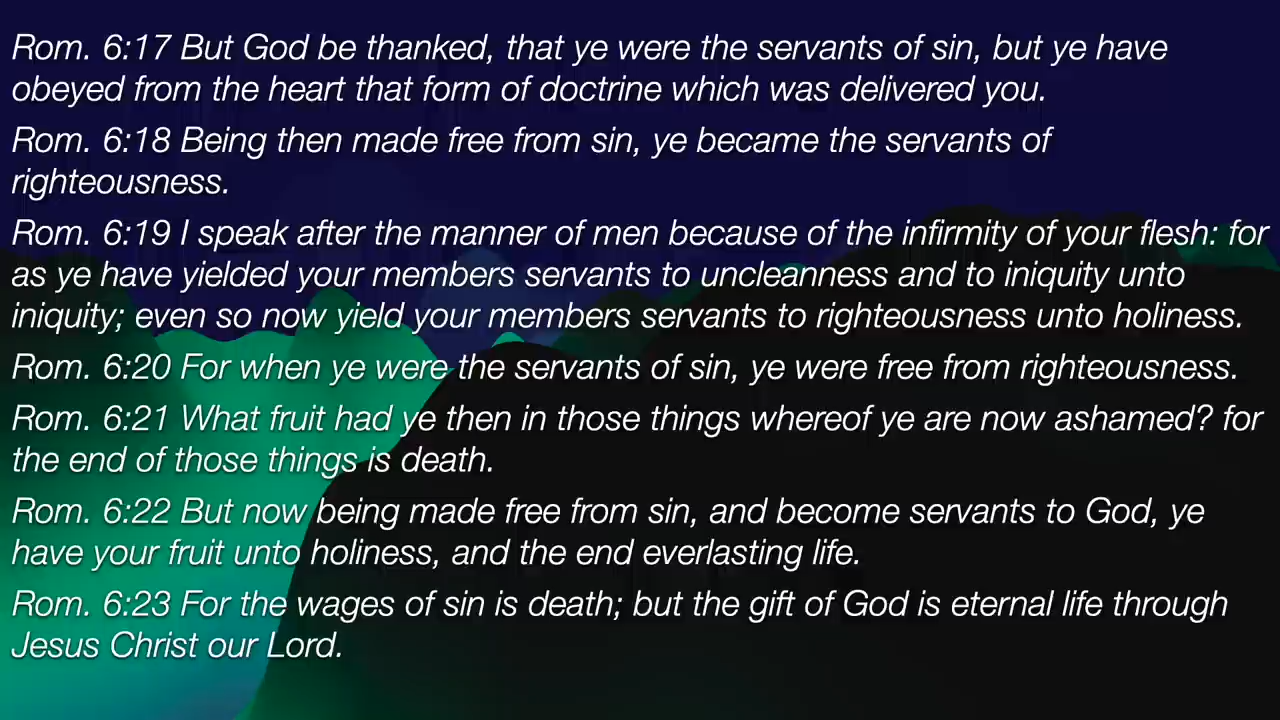 Rom. 6:17 But God be thanked, that ye were the servants of sin, but ye have
obeyed from the heart that form of doctrine which was delivered you.
Rom. 6:18 Being then made free from sin, ye became the servants of
righteousness.
Rom. 6:19 I speak after the manner of men because of the infirmity of your flesh: for
as ye have yielded your members servants to uncleanness and to iniquity unto
iniquity; even so now yield your members servants to righteousness unto holiness.
Rom. 6:20 For when ye were the servants of sin, ye were free from righteousness.
Rom. 6:21 What fruit had ye then in those things whereof ye are now ashamed? for
the end of those things is death.
Rom. 6:22 But now being made free from sin, and become servants to God, ye
have your fruit unto holiness, and the end everlasting life.
Rom. 6:23 For the wages of sin is death; but the gift of God is eternal life through
Jesus Christ our Lord.